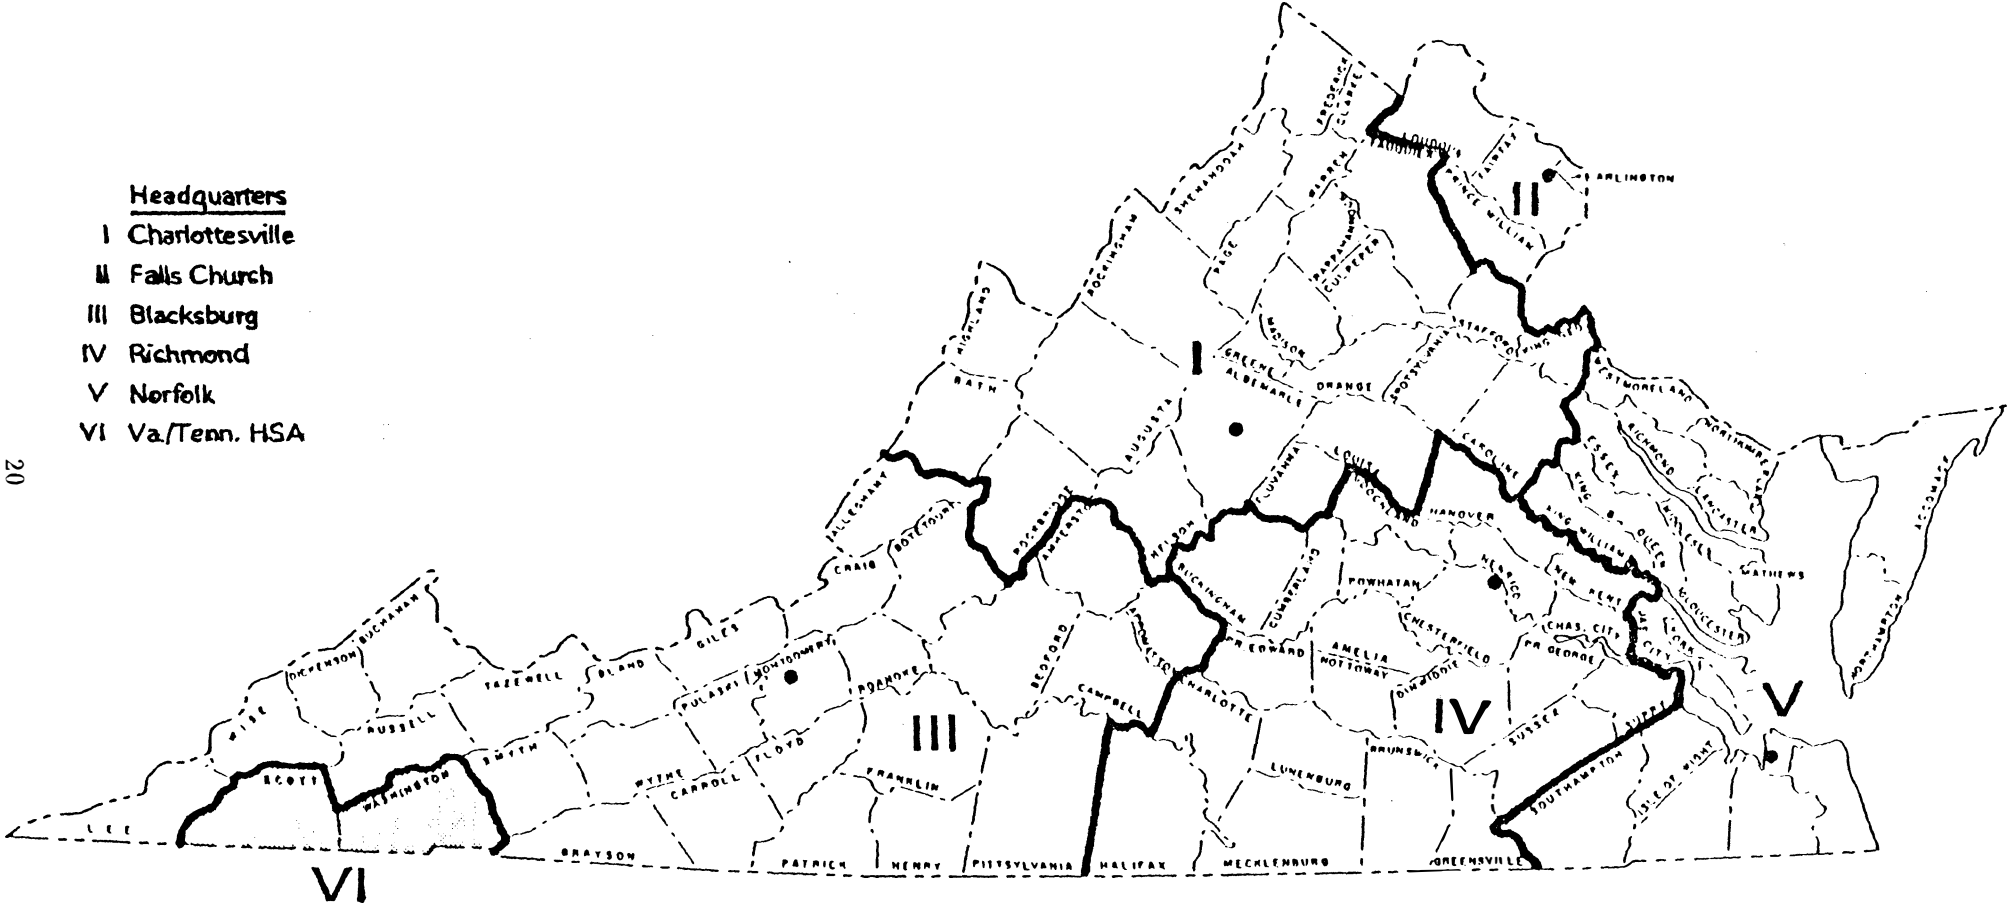 Headquarters
I Charlottesville
II Falls Church
III Blacksburg
IV Richmond
V Norfolk
VI Va./Tenn. HSA
20
FREDERICK
CLARKE
LOUDOUN
FAUQUIER
FAIRFAX
ARLINGTON
II
PRINCE WILLIAM
SHENANDOAH
WARREN
PAGE
RAPPAHANNOCK
CULPEPER
ROCKINGHAM
HIGHLAND
MADISON
STAFFORD
KING GEO
I
GREENE
ALBEMARLE
ORANGE
SPOTSYLVANIA
WESTMORELAND
BATH
AUGUSTA
RICHMOND
NORTHUMBERLAND
LOUISA
CAROLINE
ESSEX
FLUVANNA
ACCOMACK
ALLEGHANY
BOTETOURT
ROCKBRIDGE
AMHERST
NELSON
GOOCHLAND
HANOVER
KING & QUEEN
KING WILLIAM
MIDDLESEX
LANCASTER
CRAIG
BUCKINGHAM
CUMBERLAND
POWHATAN
HENRICO
NEW KENT
MATHEWS
GLOUCESTER
NORTHAMPTON
BUCHANAN
DICKENSON
GILES
BLAND
TAZEWELL
PULASKI
MONTGOMERY
ROANOKE
BEDFORD
APPOMATTOX
CAMPBELL
PR. EDWARD
AMELIA
NOTTOWAY
CHESTERFIELD
DINWIDDIE
CHAS. CITY
PR. GEORGE
JAS. CITY
YORK
WISE
RUSSELL
CHARLOTTE
IV
SUSSEX
SURRY
V
III
SCOTT
WASHINGTON
SMYTH
WYTHE
CARROLL
FLOYD
FRANKLIN
LUNENBURG
BRUNSWICK
SOUTHAMPTON
ISLE OF WIGHT
LEE
GRAYSON
PATRICK
HENRY
PITTSYLVANIA
HALIFAX
MECKLENBURG
GREENSVILLE
VI